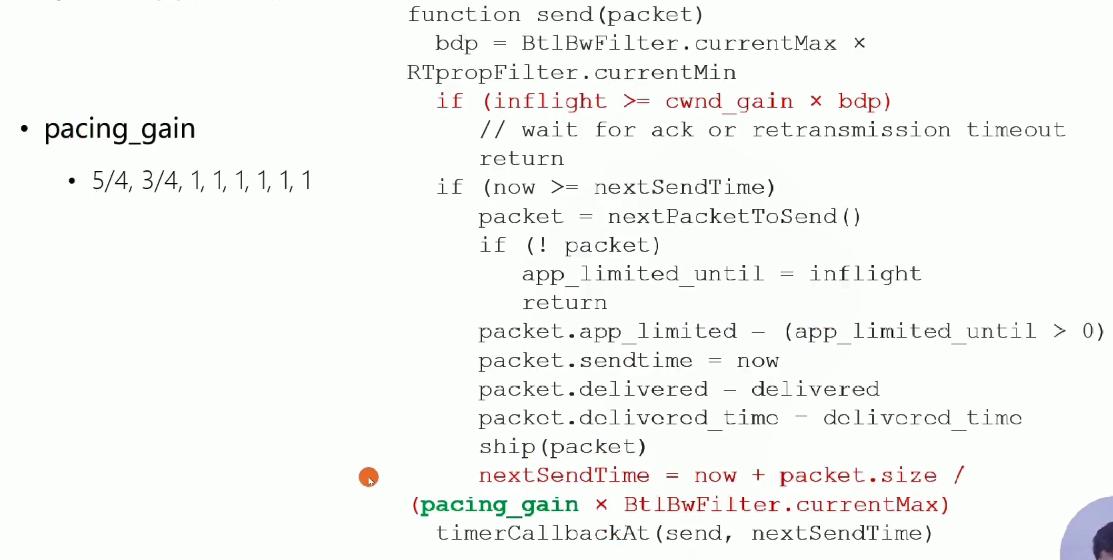 function send(packet)
bdp = BtlBwFilter.currentMax ×
RTpropFilter.currentMin
if (inflight >= cwnd_gain × bdp)
// wait for ack or retransmission timeout
return
if (now >= nextSendTime)
packet = nextPacketToSend()
if (! packet)
app_limited_until = inflight
return
packet.app_limited = (app_limited_until > 0)
packet.sendtime = now
packet.delivered = delivered
packet.delivered_time = delivered_time
ship(packet)
nextSendTime = now + packet.size /
(pacing_gain × BtlBwFilter.currentMax)
timerCallbackAt(send, nextSendTime)
• pacing_gain
• 5/4, 3/4, 1, 1, 1, 1, 1, 1